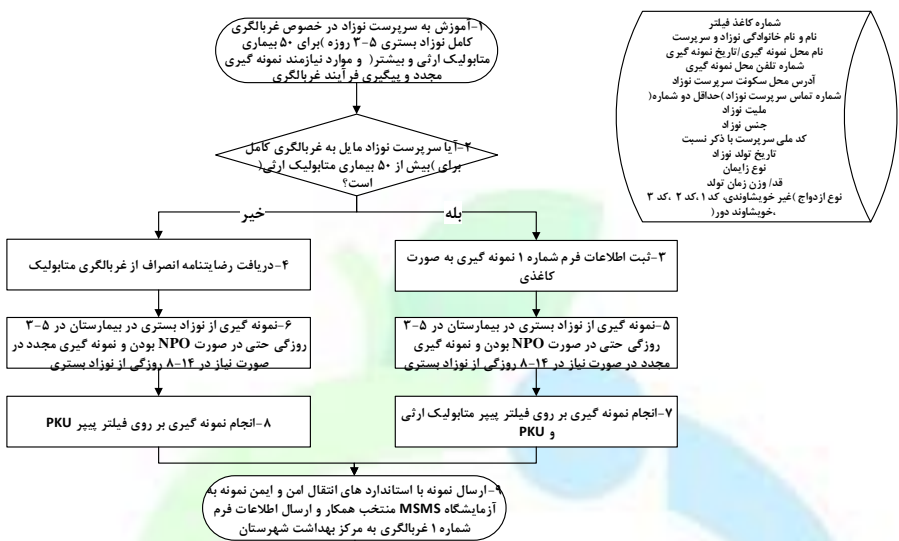 ۱-آموزش به سرپرست نوزاد در خصوص غربالگری
کامل نوزاد بستری ۵-۳ روزه )برای ۵۰ بیماری
متابولیک ارثی و بیشتر( و موارد نیازمند نمونه گیری
مجدد و پیگیری فرآیند غربالگری
شماره کاغذ فیلتر
نام و نام خانوادگی نوزاد و سرپرست
نام محل نمونه گیری/تاریخ نمونه گیری
شماره تلفن محل نمونه گیری
آدرس محل سکونت سرپرست نوزاد
شماره تماس سرپرست نوزاد)حداقل دو شماره(
ملیت نوزاد
جنس نوزاد
کد ملی سرپرست با ذکر نسبت
تاریخ تولد نوزاد
نوع زایمان
قد/ وزن زمان تولد
نوع ازدواج )غیر خویشاوندی، کد ۱ ،کد ۲ ،کد ۳
،خویشاوند دور(
۲-آیا سرپرست نوزاد مایل به غربالگری کامل
برای )بیش از ۵۰ بیماری متابولیک ارثی(
است؟
بله
خیر
۳-ثبت اطلاعات فرم شماره ۱ نمونه گیری به صورت
کاغذی
۴-دریافت رضایتنامه انصراف از غربالگری متابولیک
۵-نمونه گیری از نوزاد بستری در بیمارستان در ۵-۳
روزگی حتی در صورت NPO بودن و نمونه گیری
مجدد در صورت نیاز در ۱۴-۸ روزگی از نوزاد بستری
۶-نمونه گیری از نوزاد بستری در بیمارستان در ۵-۳
روزگی حتی در صورت NPO بودن و نمونه گیری مجدد در
صورت نیاز در ۱۴-۸ روزگی از نوزاد بستری
۷-انجام نمونه گیری بر روی فیلتر پیپر متابولیک ارثی
و PKU
۸-انجام نمونه گیری بر روی فیلتر پیپر PKU
۹-ارسال نمونه با استاندارد های انتقال امن و ایمن نمونه به
آزمایشگاه MSMS منتخب همکار و ارسال اطلاعات فرم
شماره ۱ غربالگری به مرکز بهداشت شهرستان